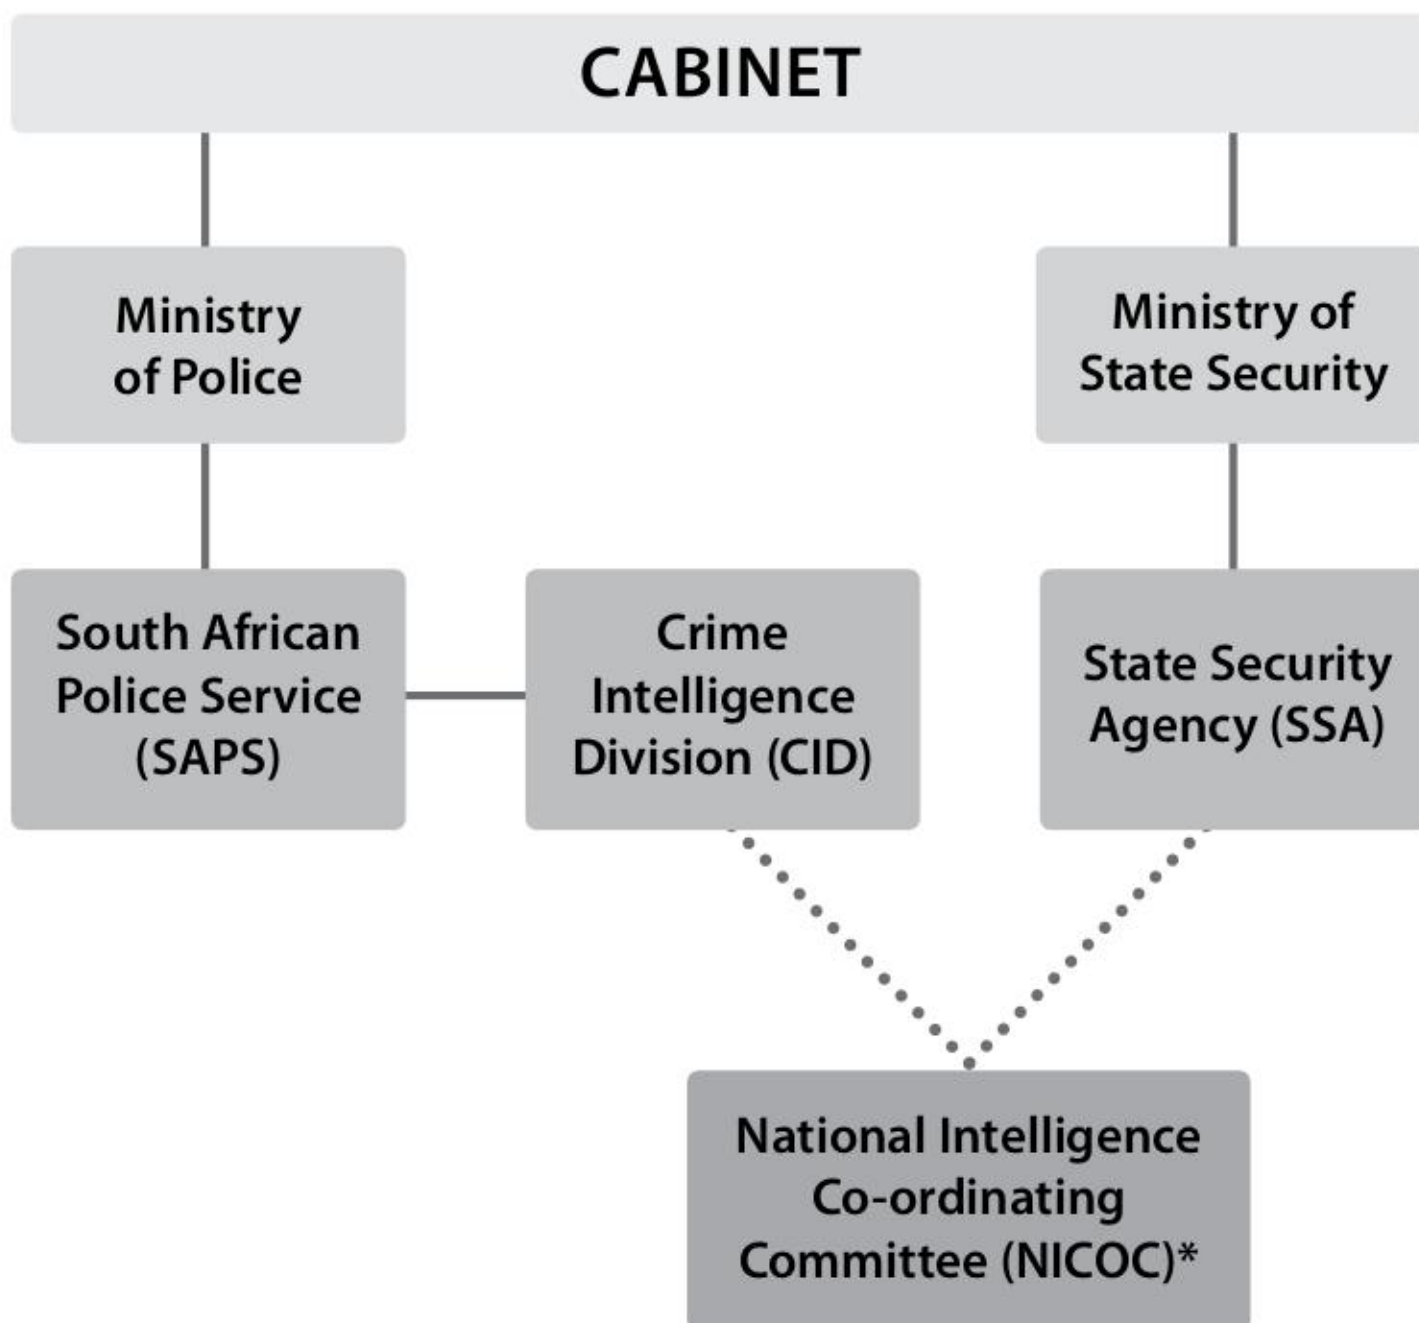 CABINET
Ministry
of Police
Ministry of
State Security
South African
Police Service
(SAPS)
Crime
Intelligence
Division (CID)
State Security
Agency (SSA)
National Intelligence
Co-ordinating
Committee (NICOC)*